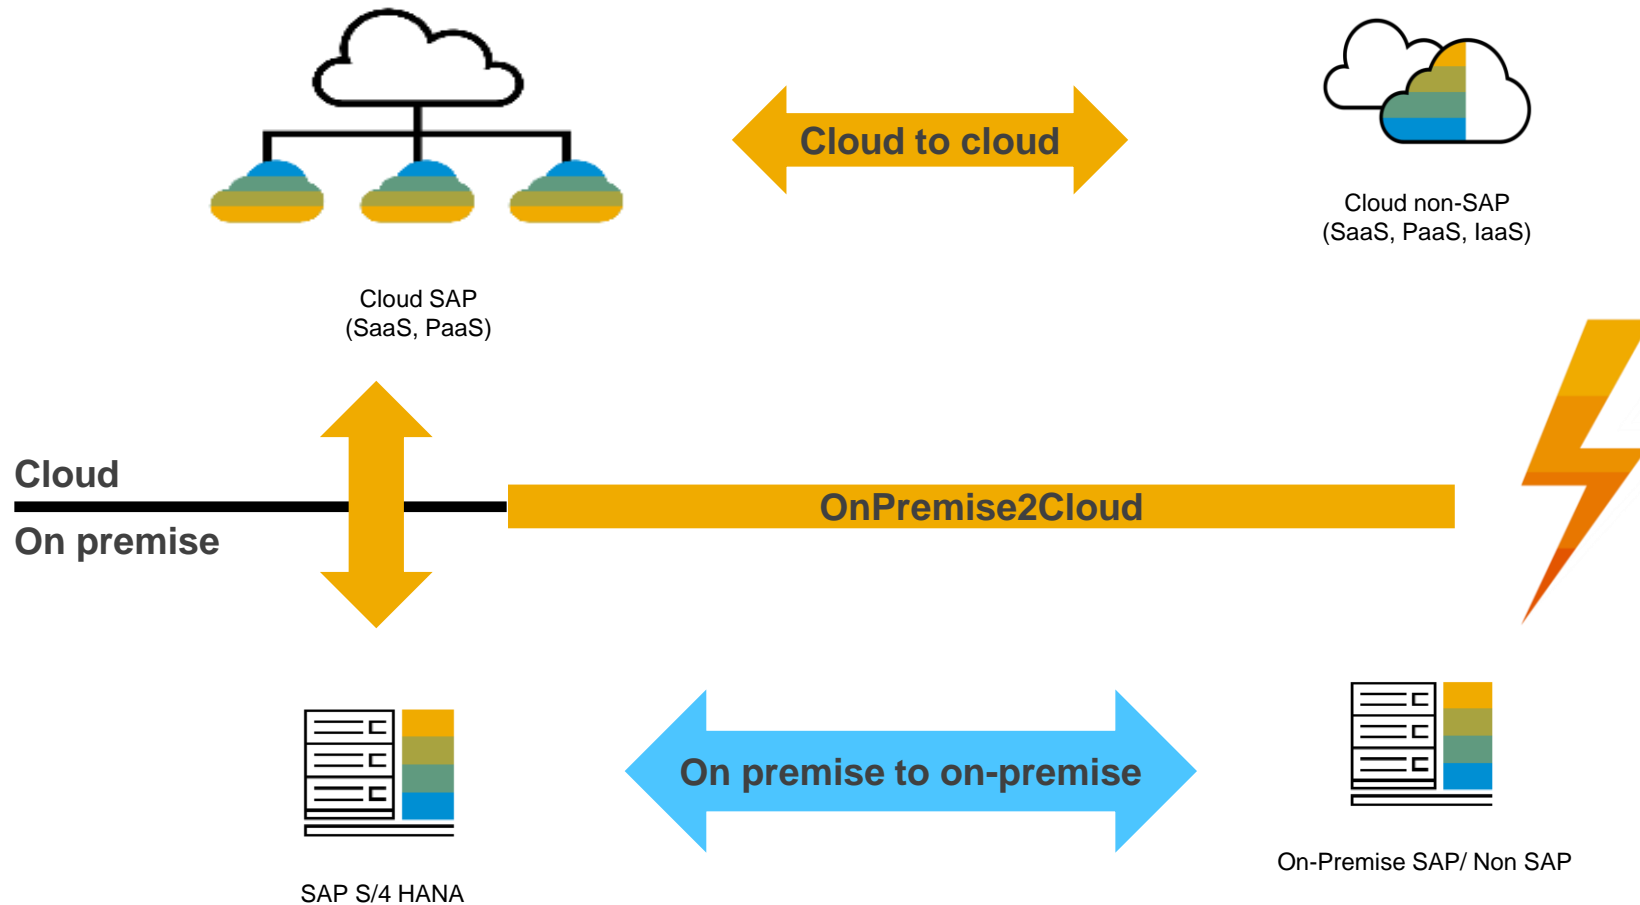 Cloud to cloud
Cloud non-SAP
(SaaS, PaaS, IaaS)
Cloud SAP
(SaaS, PaaS)
Cloud
OnPremise2Cloud
On premise
On premise to on-premise
On-Premise SAP/ Non SAP
SAP S/4 HANA